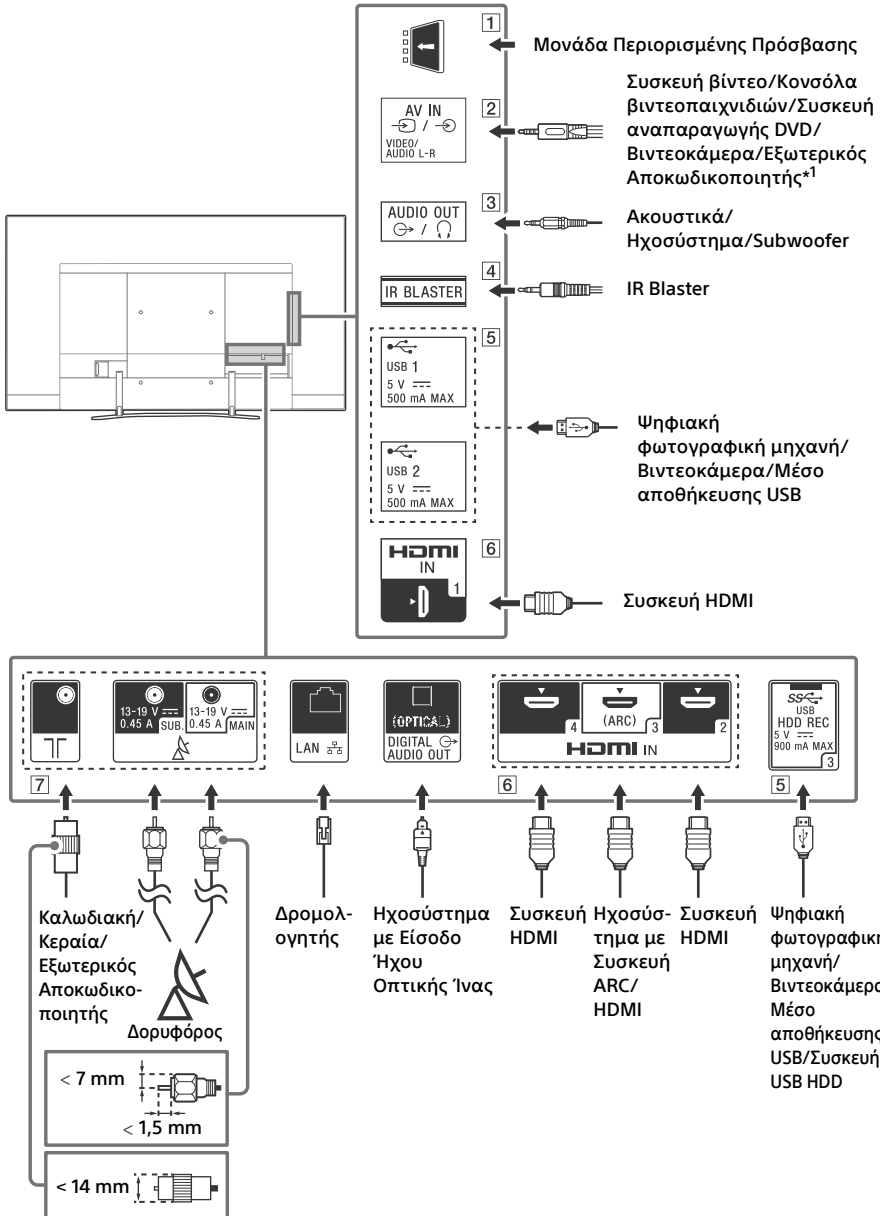 1
Μονάδα Περιορισμένης Πρόσβασης
AV IN
/
VIDEO/
AUDIO L-R
2
Συσκευή βίντεο/Κονσόλα
βιντεοπαιχνιδιών/Συσκευή
αναπαραγωγής DVD/
Βιντεοκάμερα/Εξωτερικός
Αποκωδικοποιητής*1
AUDIO OUT
/
3
Ακουστικά/
Ηχοσύστημα/Subwoofer
IR BLASTER
4
IR Blaster
5
USB 1
5 V
500 mA MAX
USB 2
5 V
500 mA MAX
Ψηφιακή
φωτογραφική μηχανή/
Βιντεοκάμερα/Μέσο
αποθήκευσης USB
HDMI
IN
1
6
Συσκευή HDMI
13-19 V
0.45 A SUB
13-19 V
0.45 A MAIN
LAN
(OPTICAL)
DIGITAL
AUDIO OUT
4
(ARC) 3
2
HDMI IN
SS
USB
HDD REC
5 V
900 mA MAX
3
7
6
5
Καλωδιακή/
Κεραία/
Εξωτερικός
Αποκωδικο-
ποιητής
Δορυφόρος
Δρομολ-
ογητής
Ηχοσύστημα
με Είσοδο
Ήχου
Οπτικής Ίνας
Συσκευή
HDMI
Ηχοσύσ-
τημα με
Συσκευή
ARC/
HDMI
Συσκευή
HDMI
Ψηφιακή
φωτογραφική
μηχανή/
Βιντεοκάμερα
Μέσο
αποθήκευσης
USB/Συσκευή
USB HDD
< 7 mm
< 1,5 mm
< 14 mm